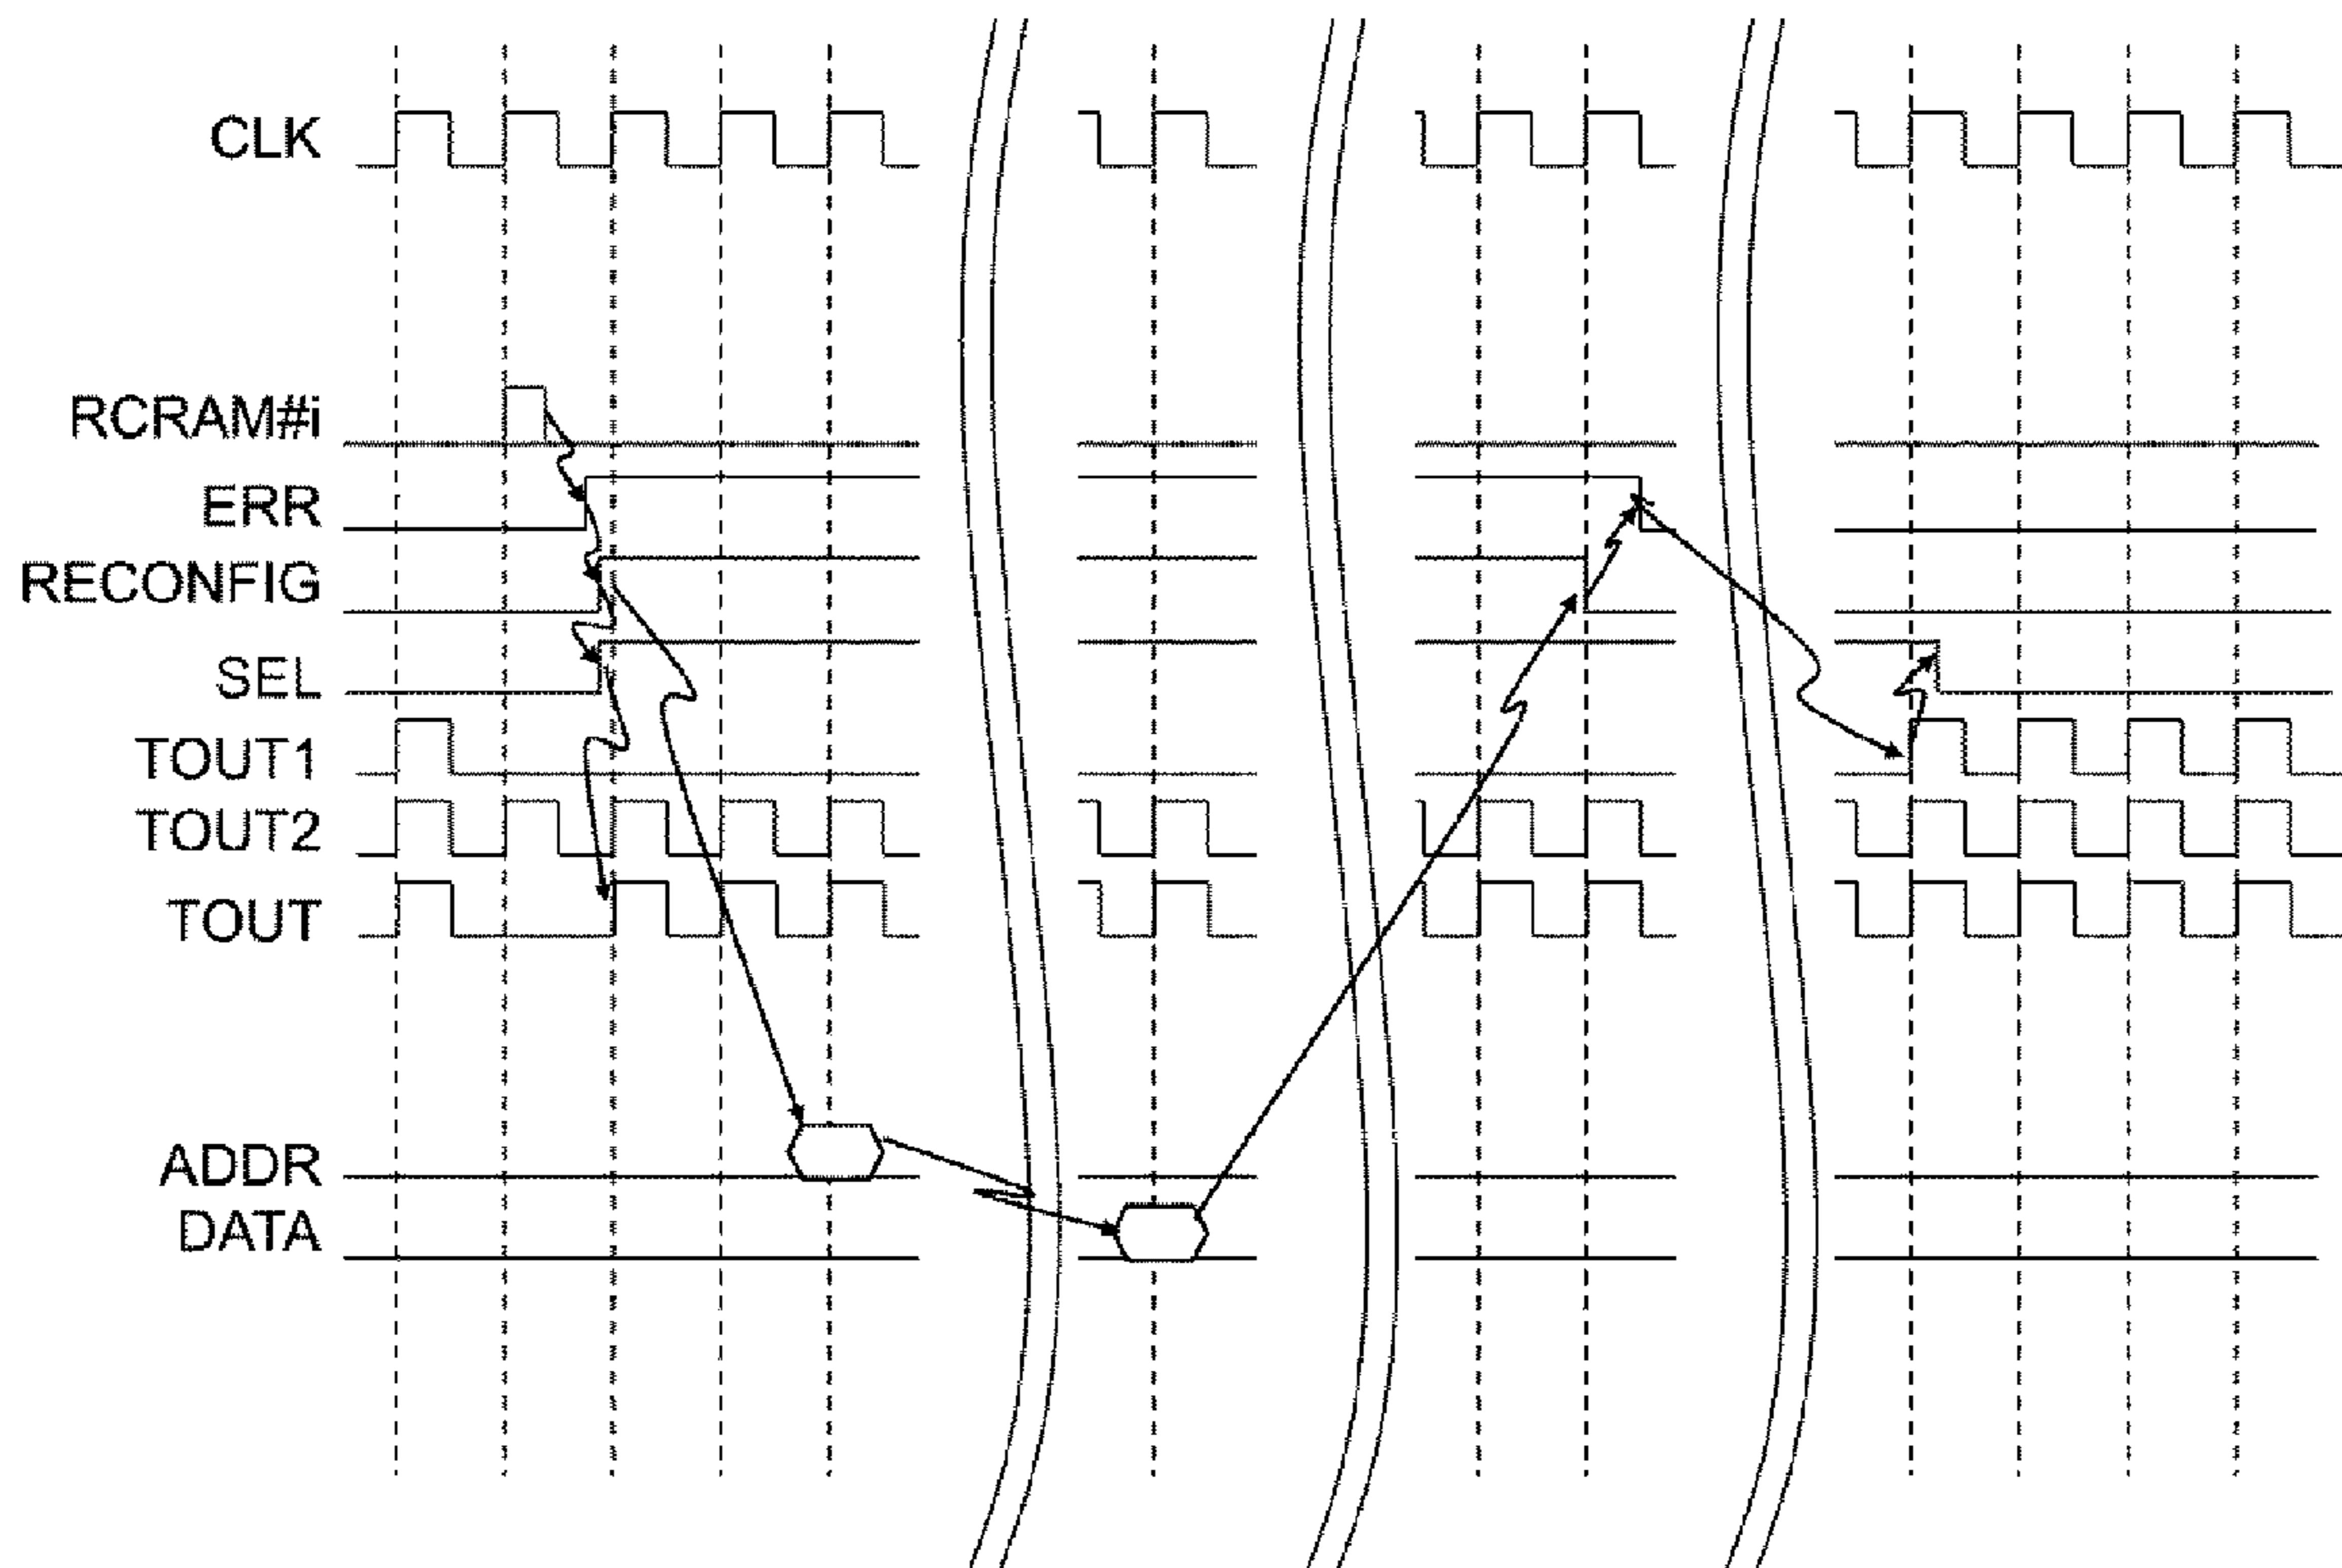 CLK
RCRAM#i
ERR
RECONFIG
SEL
TOUT1
TOUT2
TOUT
ADDR
DATA